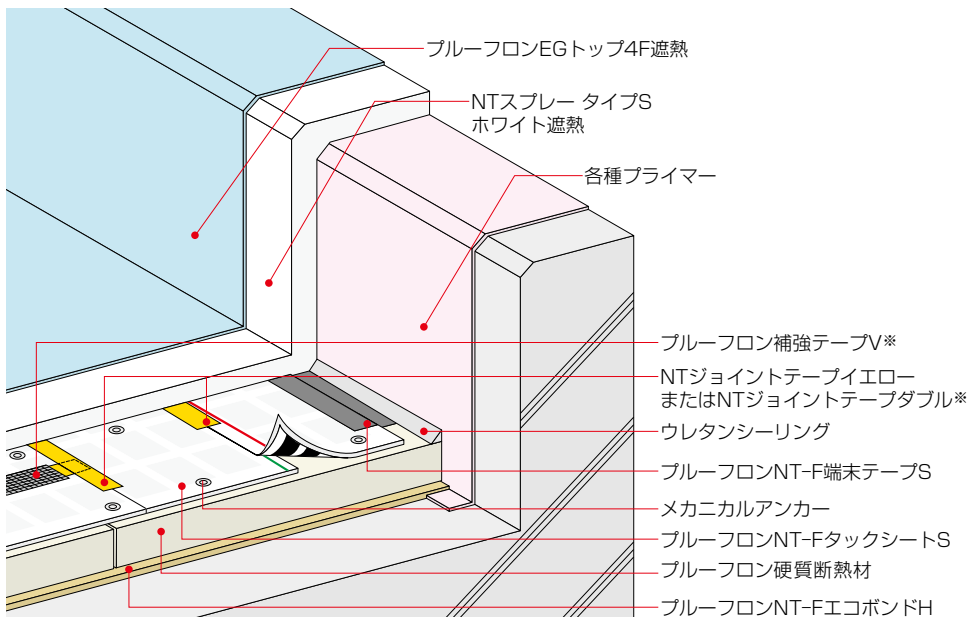 プルーフロンEGトップ4F遮熱
NTスプレー タイプS
ホワイト遮熱
各種プライマー
プルーフロン補強テープV※
NTジョイントテープイエロー
またはNTジョイントテープダブル※
ウレタンシーリング
プルーフロンNT-F端末テープS
メカニカルアンカー
プルーフロンNT-FタックシートS
プルーフロン硬質断熱材
プルーフロンNT-FエコボンドH